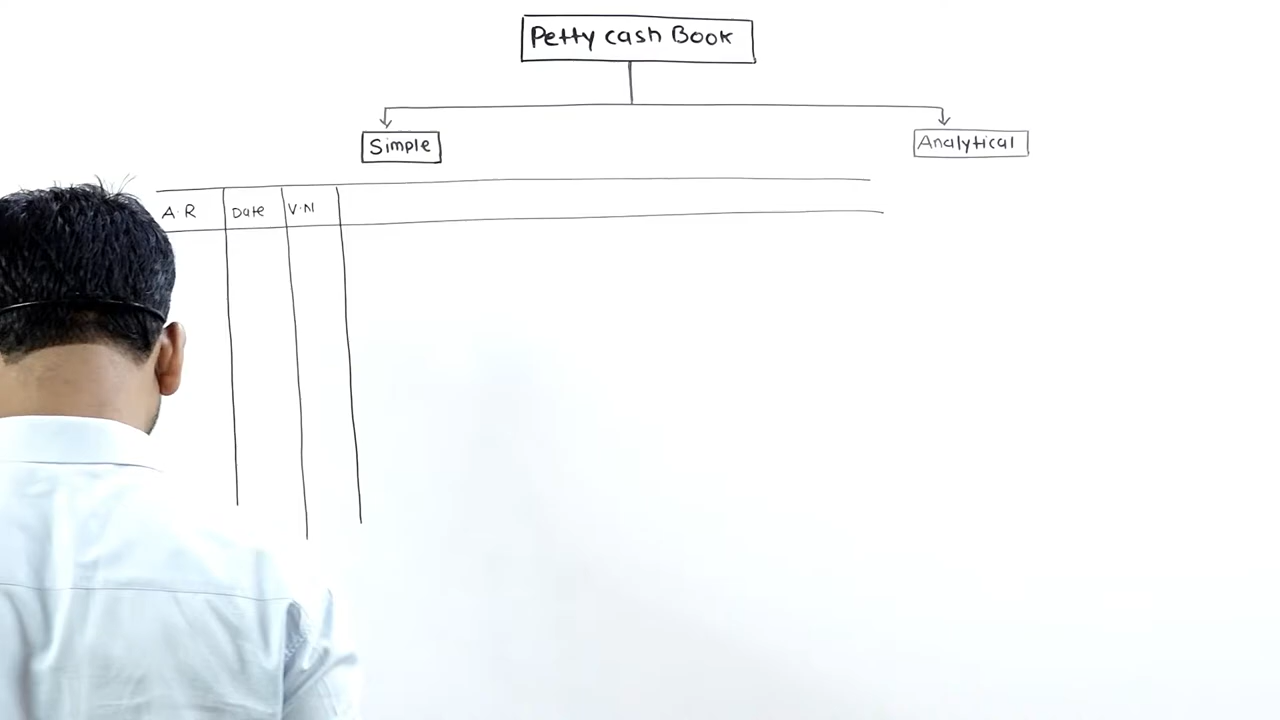 Petty cash Book
Simple
Analytical
A.R
Date
V.N